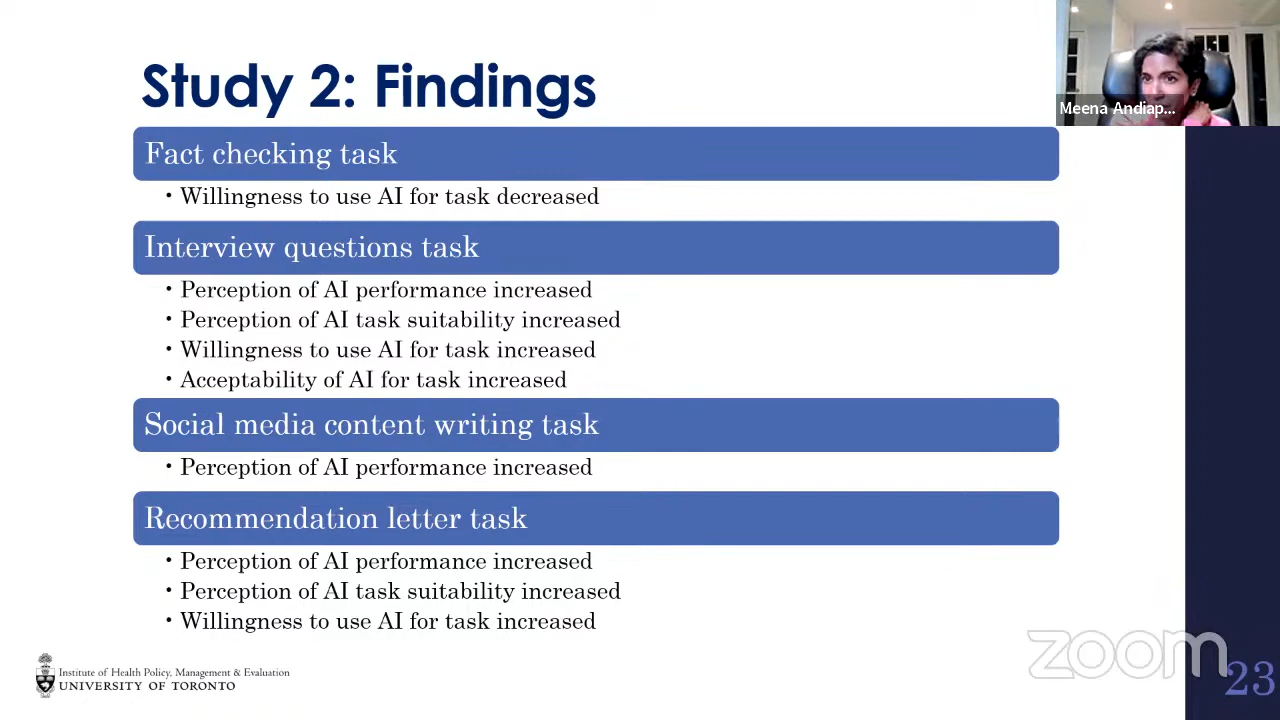 Study 2: Findings
Meena Andiap...
Fact checking task
• Willingness to use AI for task decreased
Interview questions task
• Perception of AI performance increased
• Perception of AI task suitability increased
• Willingness to use AI for task increased
• Acceptability of AI for task increased
Social media content writing task
• Perception of AI performance increased
Recommendation letter task
• Perception of AI performance increased
• Perception of AI task suitability increased
• Willingness to use AI for task increased
Institute of Health Policy, Management & Evaluation
UNIVERSITY OF TORONTO
zoom
23